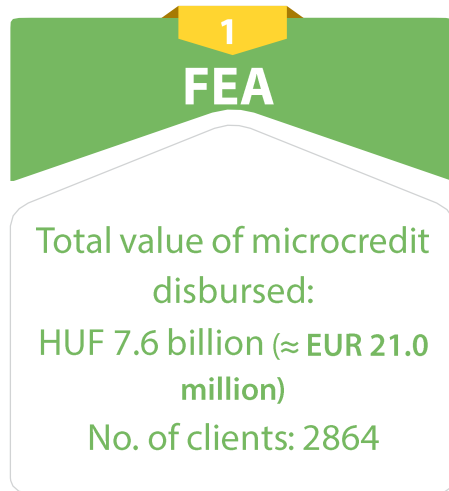 1
FEA
Total value of microcredit
disbursed:
HUF 7.6 billion (≈ EUR 21.0
million)
No. of clients: 2864